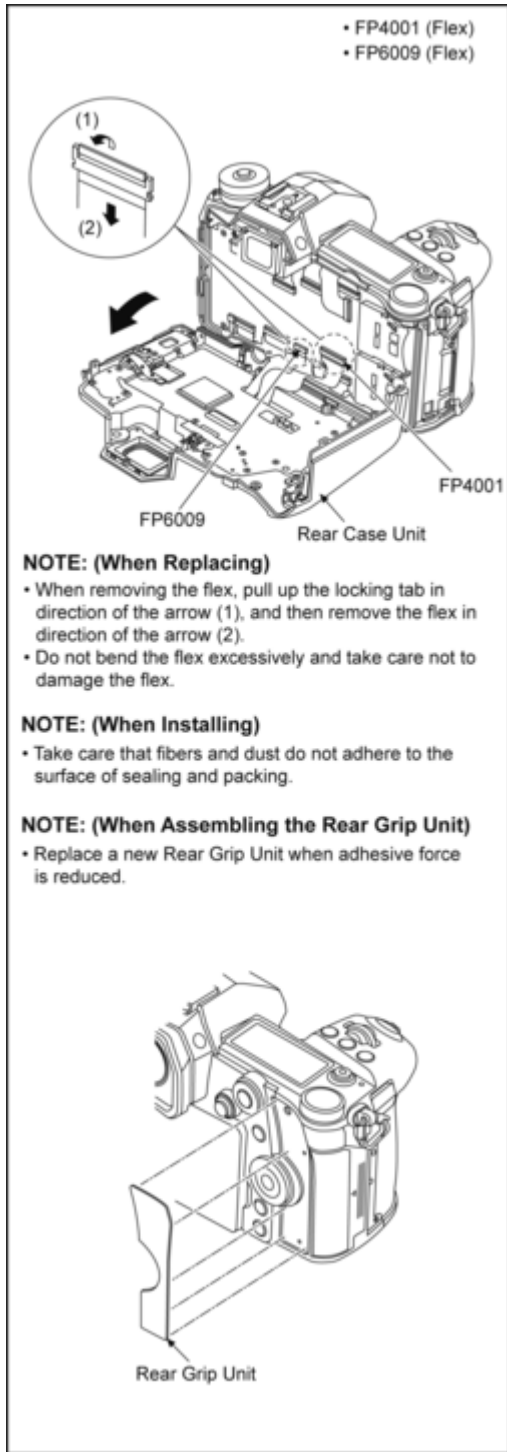 • FP4001 (Flex)
• FP6009 (Flex)
(1)
(2)
FP4001
FP6009
Rear Case Unit
NOTE: (When Replacing)
• When removing the flex, pull up the locking tab in
direction of the arrow (1), and then remove the flex in
direction of the arrow (2).
• Do not bend the flex excessively and take care not to
damage the flex.
NOTE: (When Installing)
• Take care that fibers and dust do not adhere to the
surface of sealing and packing.
NOTE: (When Assembling the Rear Grip Unit)
• Replace a new Rear Grip Unit when adhesive force
is reduced.
Rear Grip Unit